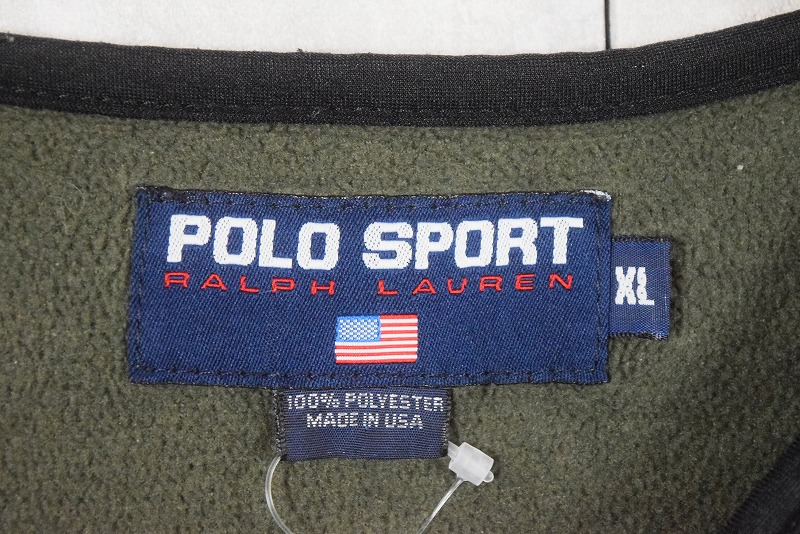 POLO SPORT
RALPH LAUREN
XL
100% POLYESTER
MADE IN USA